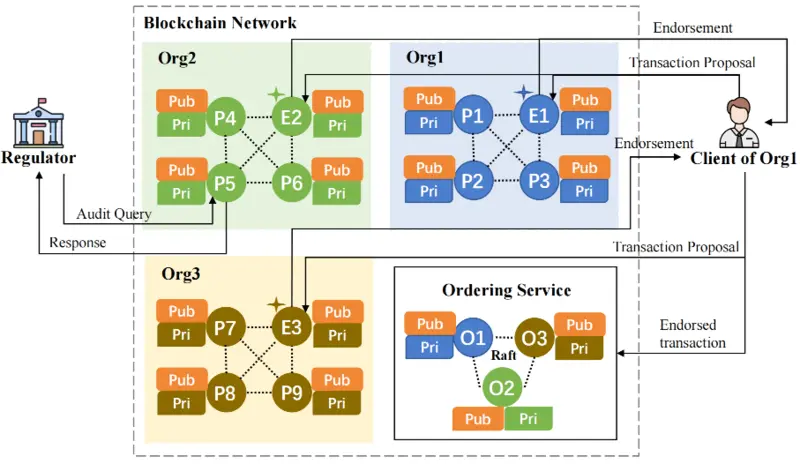 Blockchain Network
Endorsement
Org2
Org1
Transaction Proposal
Pub
Pri
P4
E2
Pub
Pri
Pub
Pri
P1
E1
Pub
Pri
Regulator
Endorsement
Client of Org1
Pub
Pri
P5
P6
Pub
Pri
Pub
Pri
P2
P3
Pub
Pri
Audit Query
Response
Transaction Proposal
Org3
Ordering Service
Pub
Pri
P7
E3
Pub
Pri
Pub
Pri
O1
O3
Pub
Pri
Raft
Endorsed
transaction
Pub
Pri
P8
P9
Pub
Pri
O2
Pub
Pri